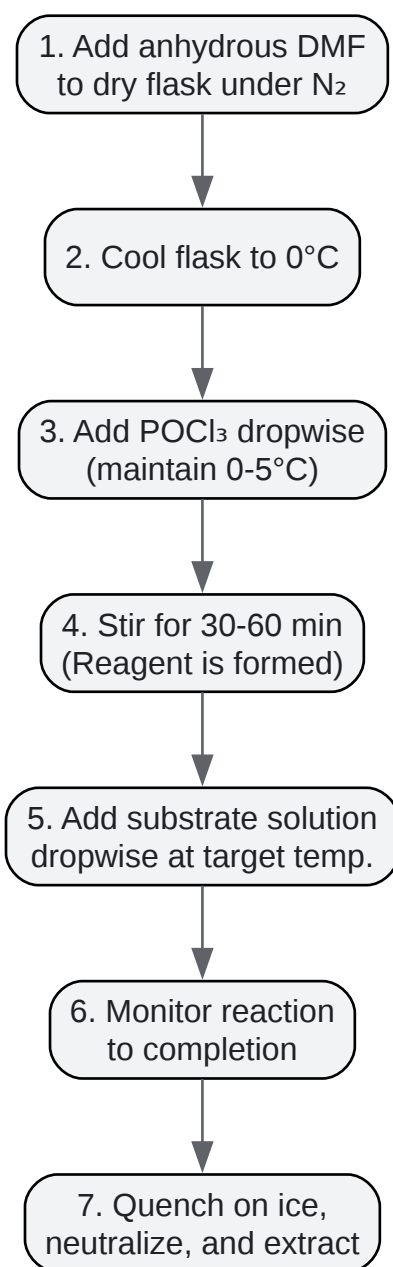 1. Add anhydrous DMF
to dry flask under N₂
2. Cool flask to 0°C
3. Add POCl₃ dropwise
(maintain 0-5°C)
4. Stir for 30-60 min
(Reagent is formed)
5. Add substrate solution
dropwise at target temp.
6. Monitor reaction
to completion
7. Quench on ice,
neutralize, and extract